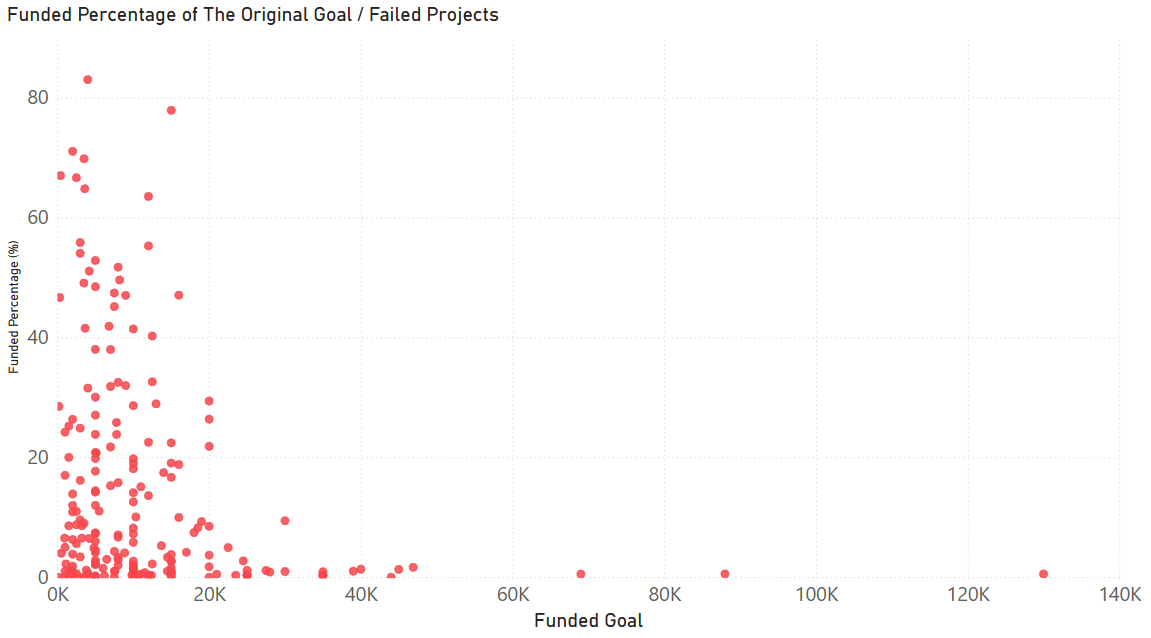 Funded Percentage of The Original Goal / Failed Projects
Funded Percentage (%)
80
60
40
20
0
0K 20K 40K 60K 80K 100K 120K 140K
Funded Goal